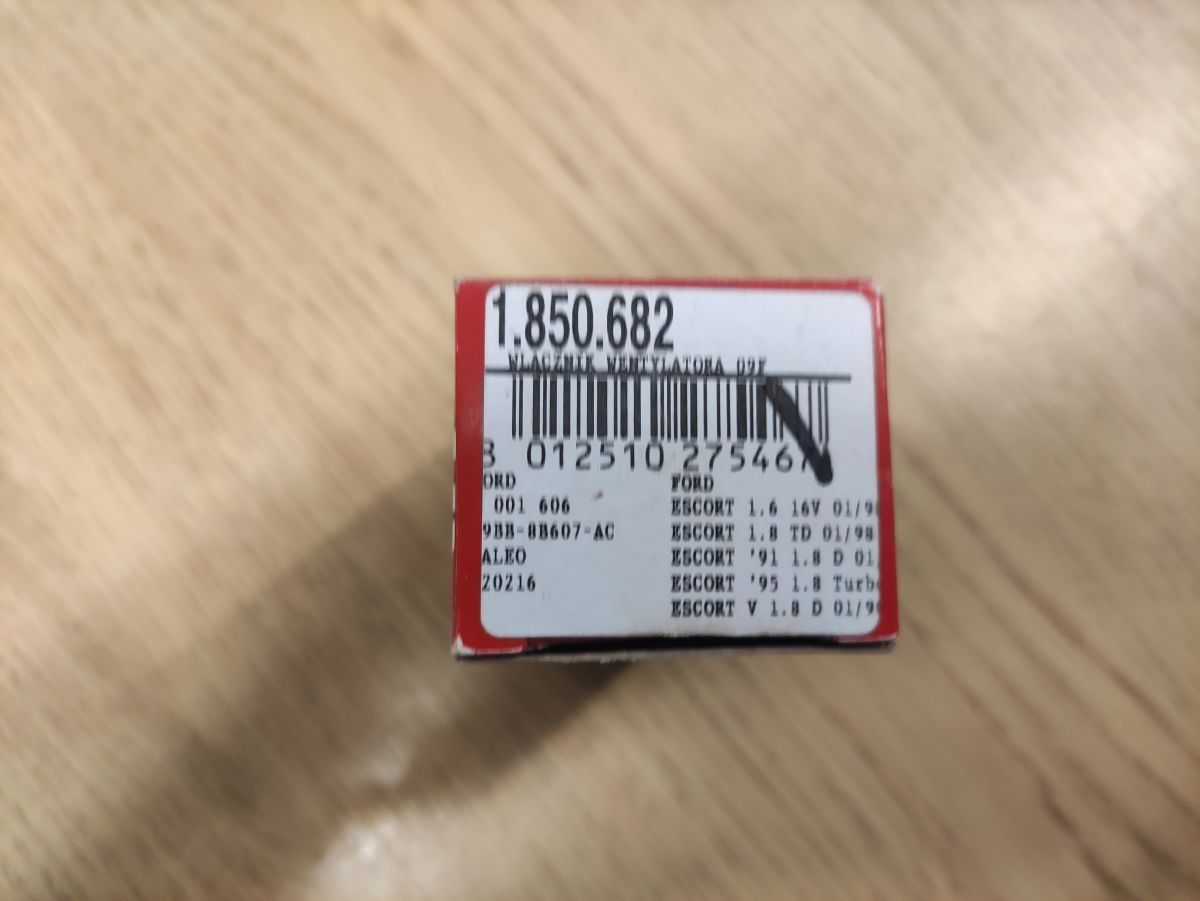 1.850.682
WLACZNIK WENTYLATORA 09F
8 012510 27546
ORD
001 606
9BB-8B607-AC
ALEO
20216
FORD
ESCORT 1.6 16V 01/9
ESCORT 1.8 TD 01/98
ESCORT '91 1.8 D 01
ESCORT '95 1.8 Turb
ESCORT V 1.8 D 01/9